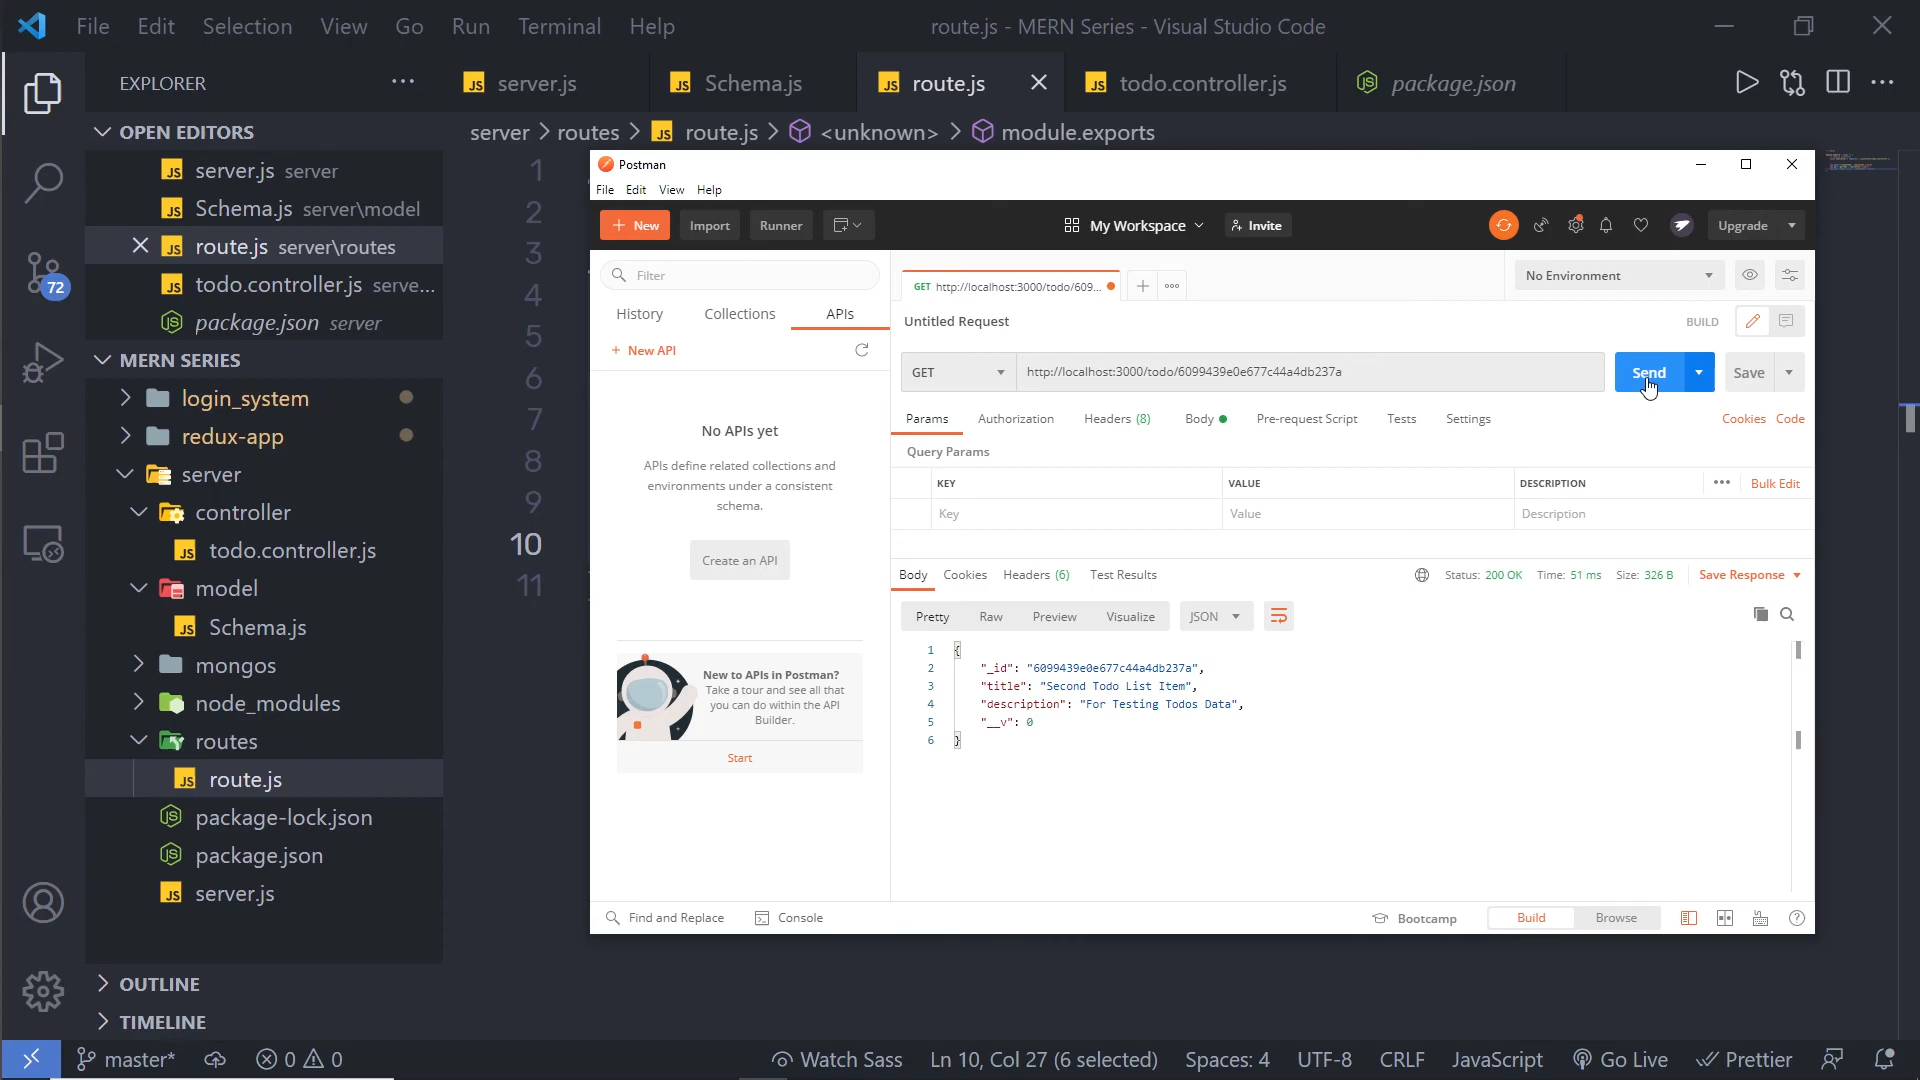 File Edit Selection View Go Run Terminal Help
route.js - MERN Series - Visual Studio Code
EXPLORER
server.js
Schema.js
route.js
todo.controller.js
package.json
server > routes > JS route.js > <unknown> > module.exports
OPEN EDITORS
JS server.js server
JS Schema.js server\model
JS route.js server\routes
JS todo.controller.js serve...
package.json server
72
MERN SERIES
login_system
redux-app
server
controller
JS todo.controller.js
model
JS Schema.js
mongos
node_modules
routes
JS route.js
package-lock.json
package.json
JS server.js
OUTLINE
TIMELINE
1
2
3
4
5
6
7
8
9
10
11
Postman
File Edit View Help
+ New
Import
Runner
My Workspace
Invite
Upgrade
Filter
History Collections APIs
+ New API
No APIs yet
APIs define related collections and
environments under a consistent
schema.
Create an API
New to APIs in Postman?
Take a tour and see all that
you can do within the API
Builder.
Start
GET http://localhost:3000/todo/609...
No Environment
Untitled Request
BUILD
GET
http://localhost:3000/todo/6099439e0e677c44a4db237a
Send
Save
Params Authorization Headers (8) Body Pre-request Script Tests Settings
Cookies Code
Query Params
KEY VALUE DESCRIPTION
Bulk Edit
Key Value Description
Body Cookies Headers (6) Test Results
Status: 200 OK Time: 51 ms Size: 326 B
Save Response
Pretty Raw Preview Visualize JSON
1 {
2 "_id": "6099439e0e677c44a4db237a",
3 "title": "Second Todo List Item",
4 "description": "For Testing Todos Data",
5 "__v": 0
6 }
Find and Replace Console
Bootcamp
Build Browse
master*
0 0
Watch Sass
Ln 10, Col 27 (6 selected)
Spaces: 4
UTF-8
CRLF
JavaScript
Go Live
Prettier